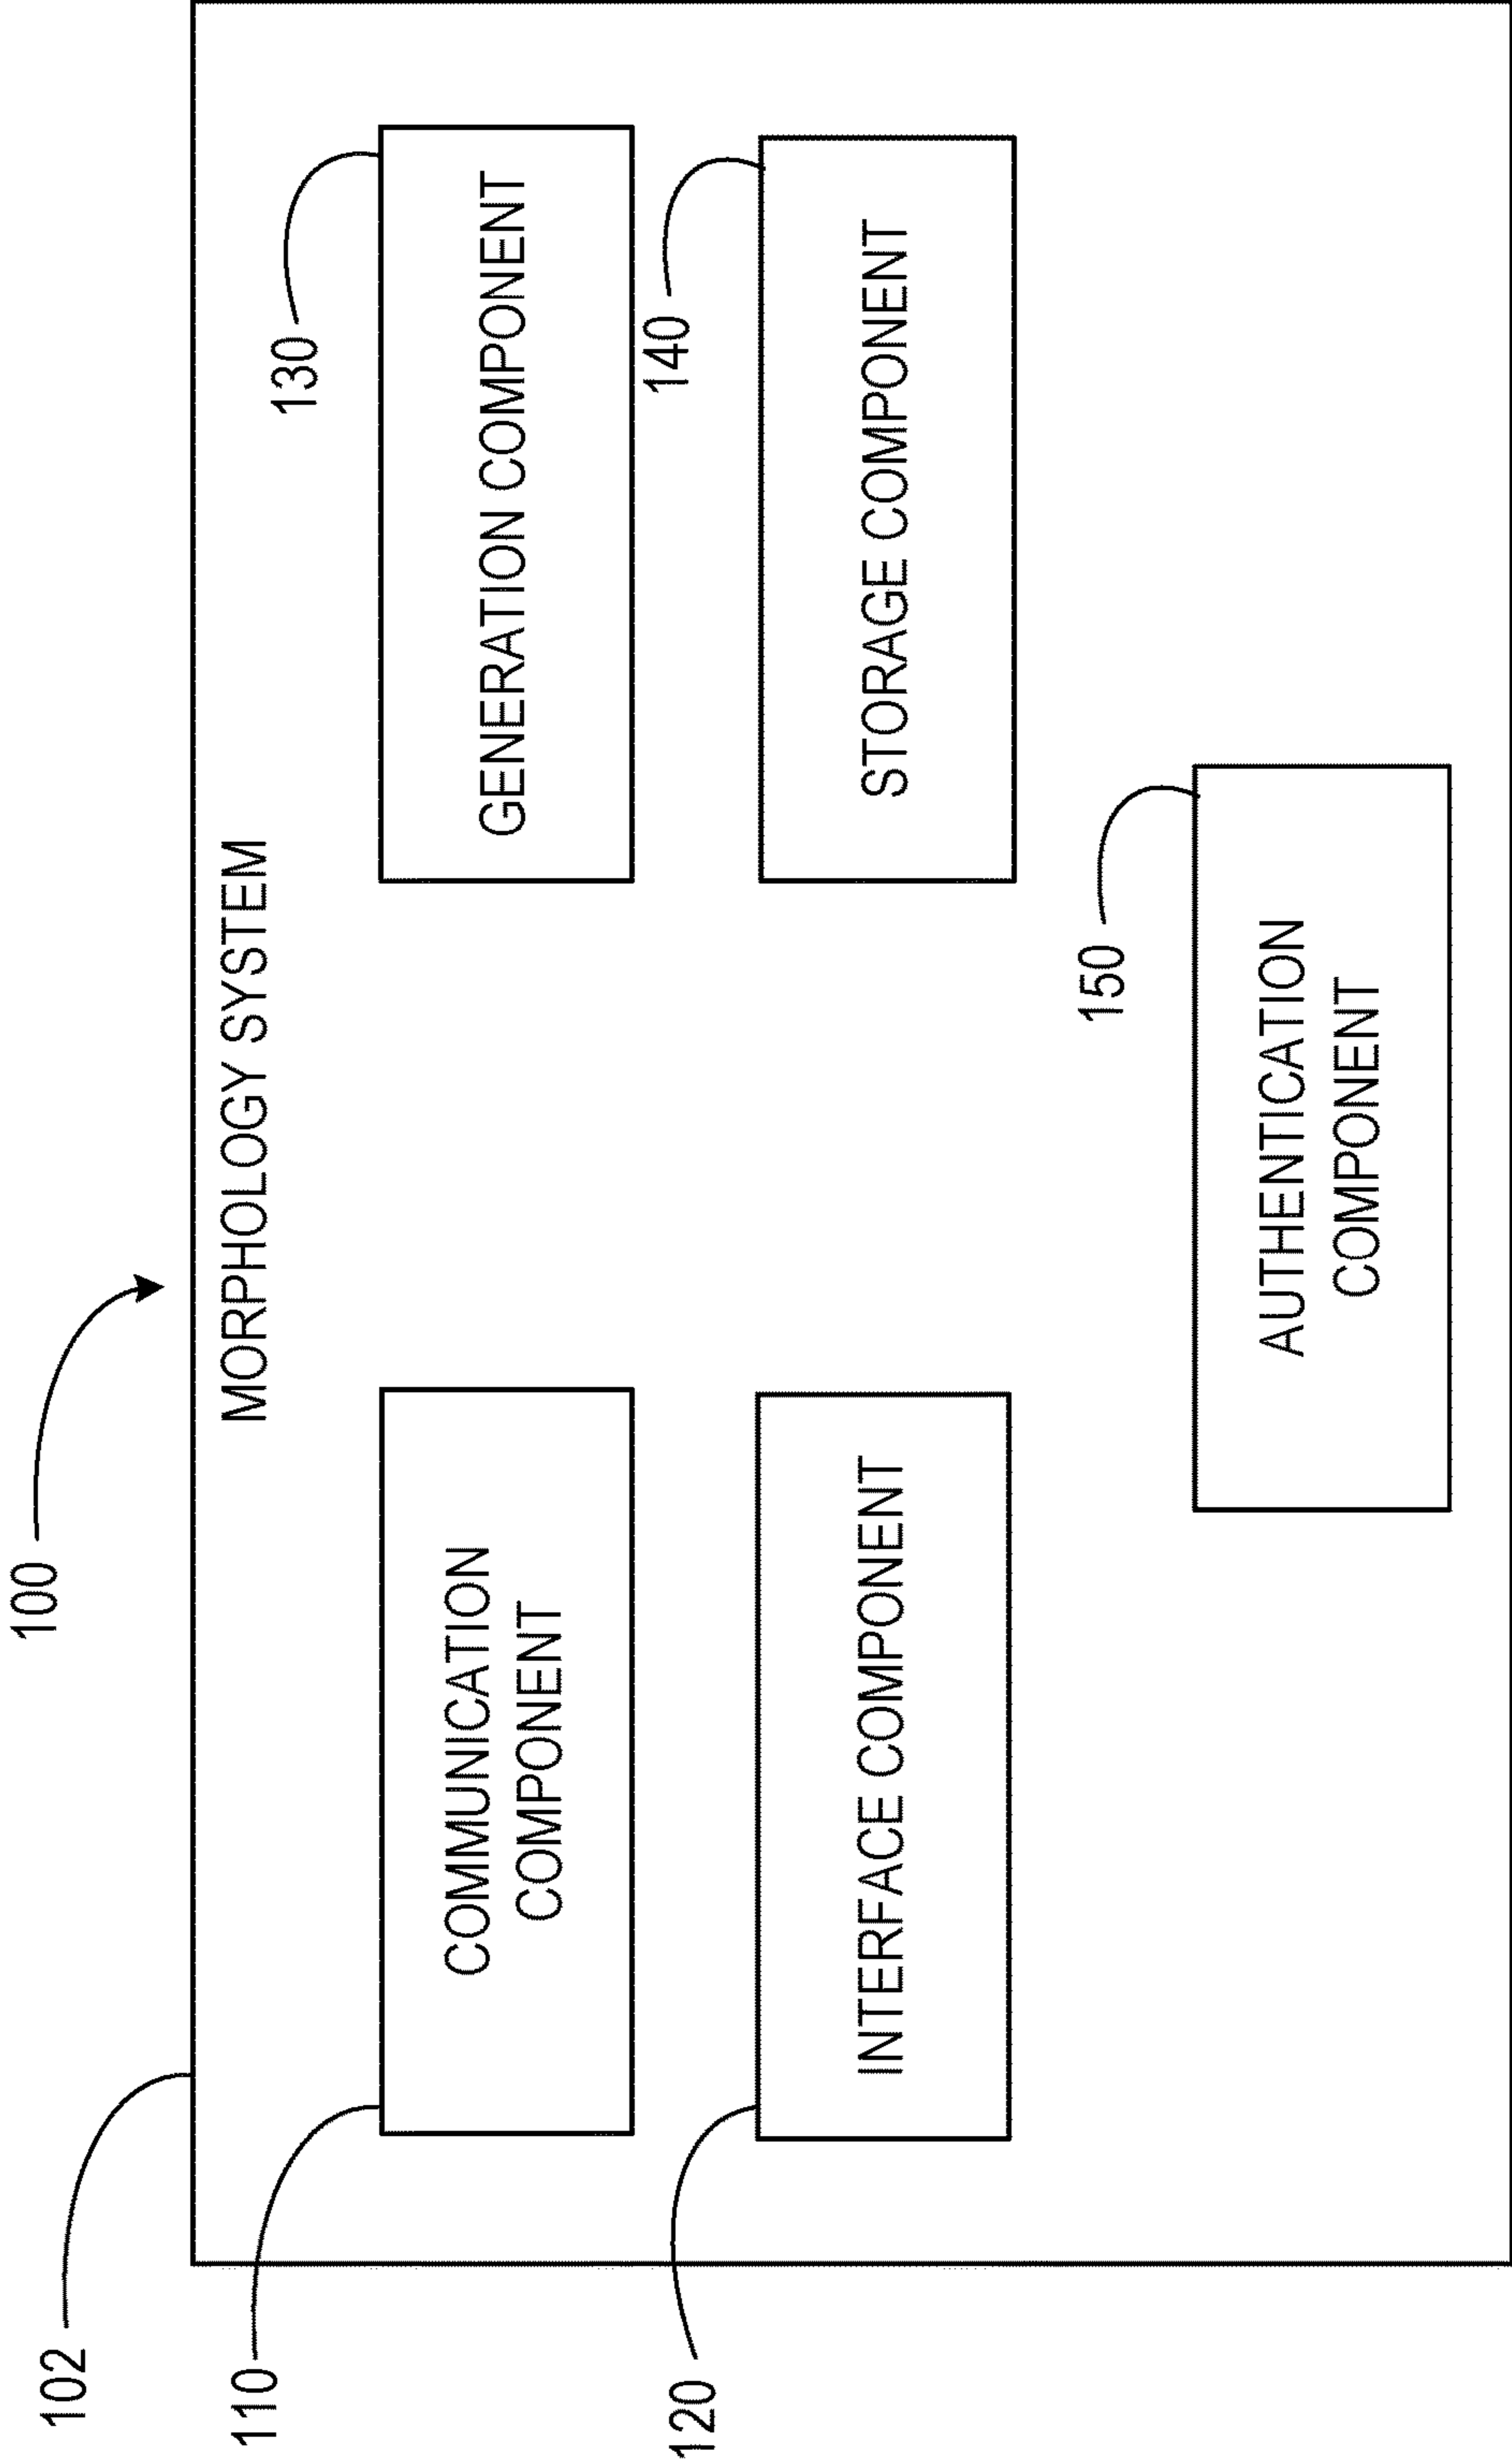 100
102
MORPHOLOGY SYSTEM
110
COMMUNICATION
COMPONENT
130
GENERATION COMPONENT
120
INTERFACE COMPONENT
140
STORAGE COMPONENT
150
AUTHENTICATION
COMPONENT